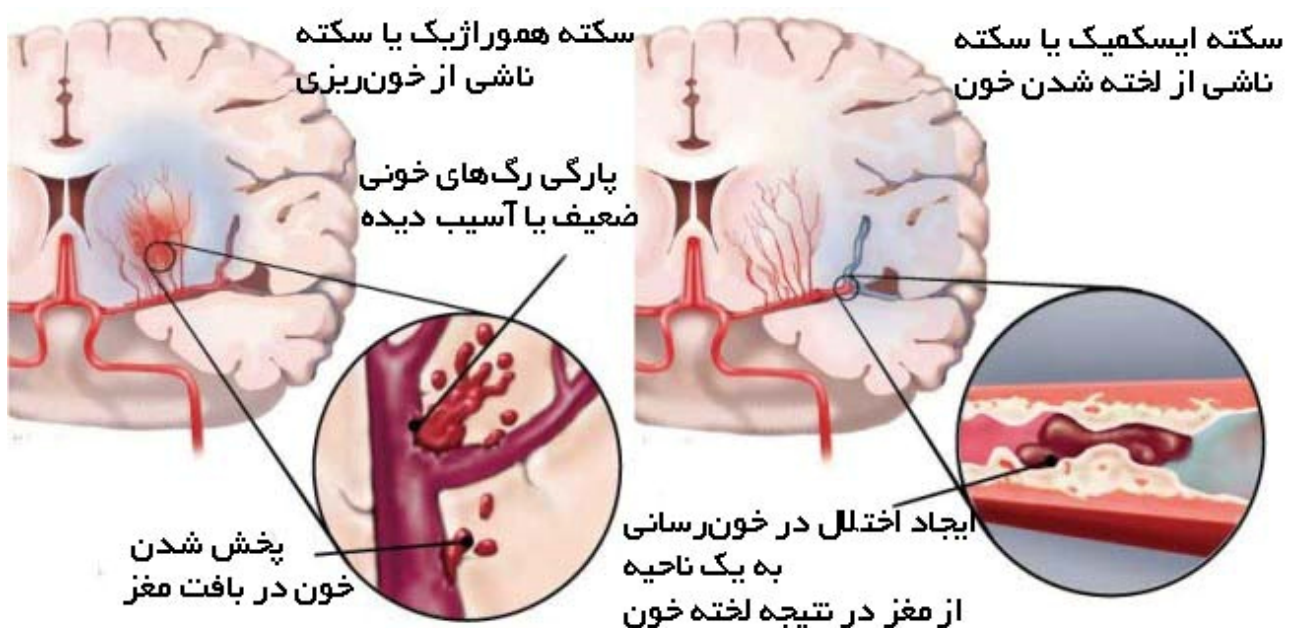 سکته ایسکمیک یا سکته
ناشی از لخته شدن خون
ایجاد اختلال در خون‌رسانی
به یک ناحیه
از مغز در نتیجه لخته خون
سکته هموراژیک یا سکته
ناشی از خون‌ریزی
پارگی رگ‌های خونی
ضعیف یا آسیب دیده
پخش شدن
خون در بافت مغز